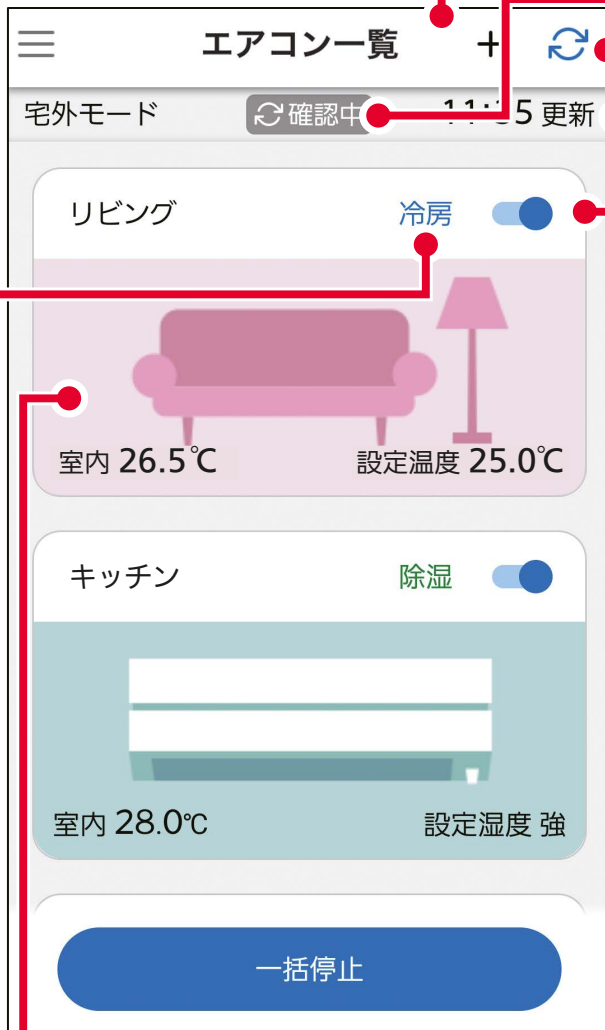 エアコン一覧 +
宅外モード 確認中 11:35 更新
リビング 冷房
室内 26.5℃ 設定温度 25.0℃
キッチン 除湿
室内 28.0℃ 設定湿度 強
一括停止